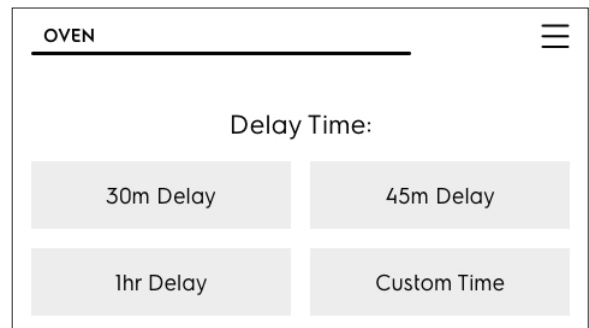 OVEN
Delay Time:
30m Delay
45m Delay
1hr Delay
Custom Time